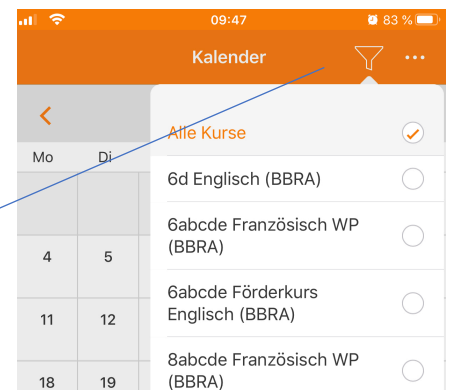 09:47
83 %
Kalender
Alle Kurse
Mo Di
6d Englisch (BBRA)
6abcde Französisch WP
(BBRA)
4 5
6abcde Förderkurs
Englisch (BBRA)
11 12
8abcde Französisch WP
(BBRA)
18 19